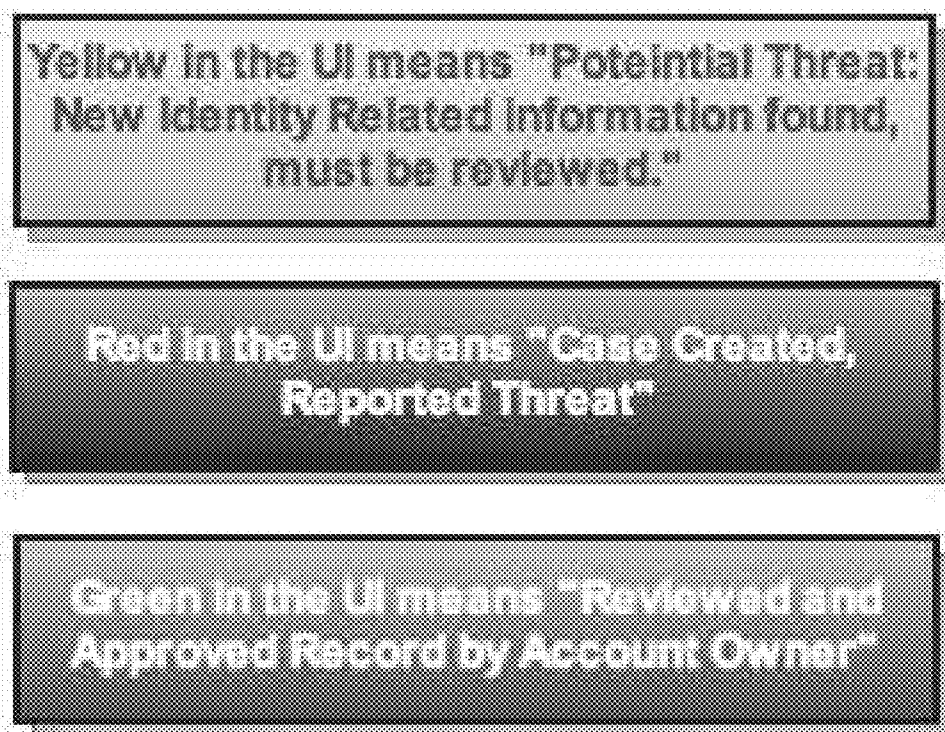 Yellow in the UI means "Poteintial Threat:
New Identity Related Information found,
must be reviewed."
Red in the UI means "Case Created,
Reported Threat"
Green in the UI means "Reviewed and
Approved Record by Account Owner"